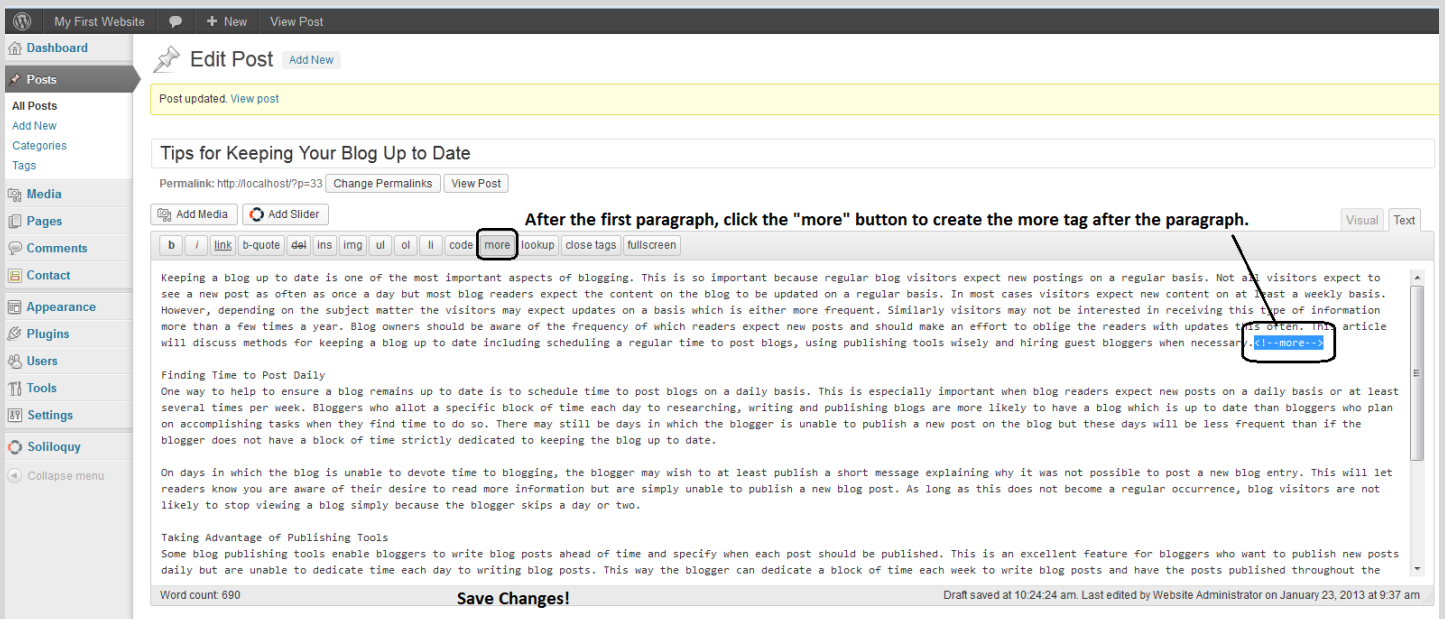 My First Website + New View Post
Dashboard
Posts
All Posts
Add New
Categories
Tags
Media
Pages
Comments
Contact
Appearance
Plugins
Users
Tools
Settings
Soliloquy
Collapse menu
Edit Post Add New
Post updated. View post
Tips for Keeping Your Blog Up to Date
Permalink: http://localhost/?p=33 Change Permalinks View Post
Add Media Add Slider
After the first paragraph, click the "more" button to create the more tag after the paragraph.
Visual Text
b i link b-quote del ins img ul ol li code more lookup close tags fullscreen
Keeping a blog up to date is one of the most important aspects of blogging. This is so important because regular blog visitors expect new postings on a regular basis. Not all visitors expect to
see a new post as often as once a day but most blog readers expect the content on the blog to be updated on a regular basis. In most cases visitors expect new content on at least a weekly basis.
However, depending on the subject matter the visitors may expect updates on a basis which is either more frequent. Similarly visitors may not be interested in receiving this type of information
more than a few times a year. Blog owners should be aware of the frequency of which readers expect new posts and should make an effort to oblige the readers with updates this often. This article
will discuss methods for keeping a blog up to date including scheduling a regular time to post blogs, using publishing tools wisely and hiring guest bloggers when necessary.<!--more-->
Finding Time to Post Daily
One way to help to ensure a blog remains up to date is to schedule time to post blogs on a daily basis. This is especially important when blog readers expect new posts on a daily basis or at least
several times per week. Bloggers who allot a specific block of time each day to researching, writing and publishing blogs are more likely to have a blog which is up to date than bloggers who plan
on accomplishing tasks when they find time to do so. There may still be days in which the blogger is unable to publish a new post on the blog but these days will be less frequent than if the
blogger does not have a block of time strictly dedicated to keeping the blog up to date.
On days in which the blog is unable to devote time to blogging, the blogger may wish to at least publish a short message explaining why it was not possible to post a new blog entry. This will let
readers know you are aware of their desire to read more information but are simply unable to publish a new blog post. As long as this does not become a regular occurrence, blog visitors are not
likely to stop viewing a blog simply because the blogger skips a day or two.
Taking Advantage of Publishing Tools
Some blog publishing tools enable bloggers to write blog posts ahead of time and specify when each post should be published. This is an excellent feature for bloggers who want to publish new posts
daily but are unable to dedicate time each day to writing blog posts. This way the blogger can dedicate a block of time each week to write blog posts and have the posts published throughout the
Word count: 690
Save Changes!
Draft saved at 10:24:24 am. Last edited by Website Administrator on January 23, 2013 at 9:37 am